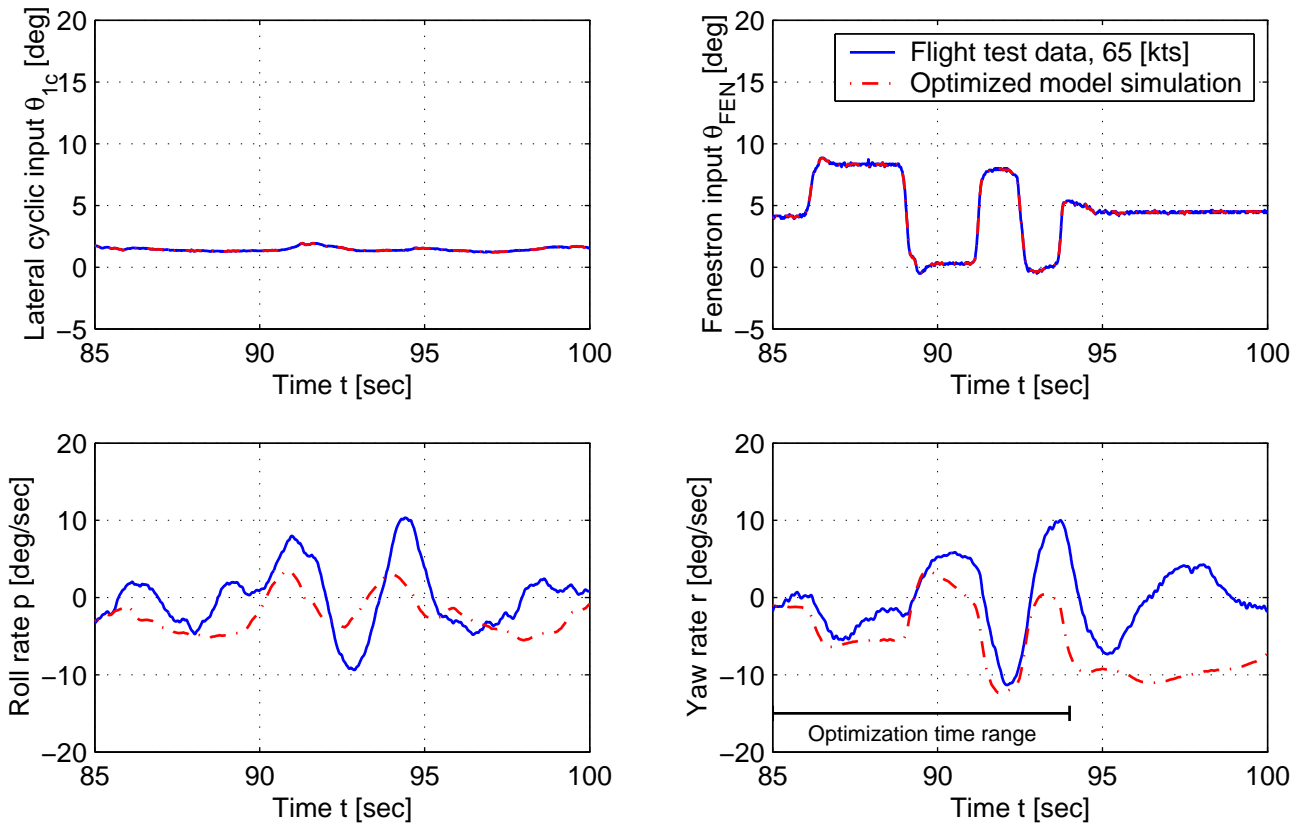 Lateral cyclic input θ1c [deg]
20
15
10
5
0
−5
85 90 95 100
Time t [sec]
Fenestron input θFEN [deg]
20
15
10
5
0
−5
85 90 95 100
Time t [sec]
Flight test data, 65 [kts]
Optimized model simulation
Roll rate p [deg/sec]
20
10
0
−10
−20
85 90 95 100
Time t [sec]
Yaw rate r [deg/sec]
20
10
0
−10
−20
Optimization time range
85 90 95 100
Time t [sec]